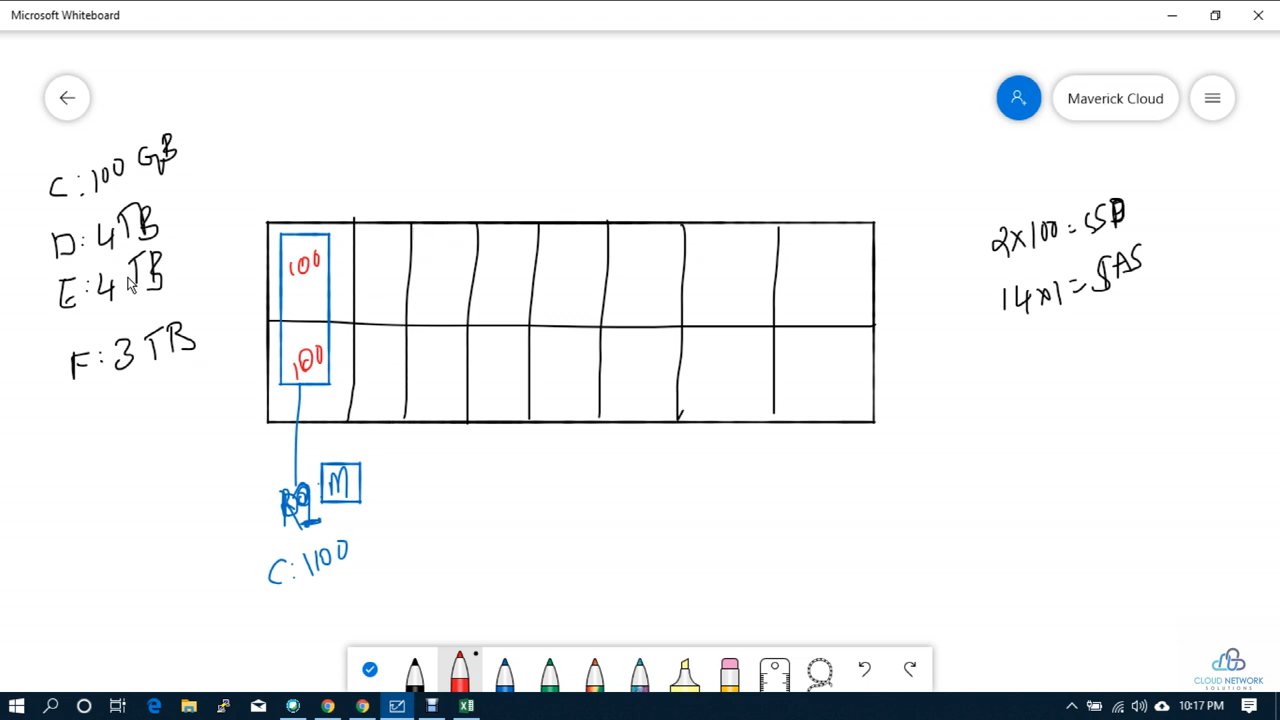 Microsoft Whiteboard
Maverick Cloud
C: 100 GB
D: 4 TB
E: 4 TB
F: 3 TB
2x100 = SSD
14x1 = SAS
100
100
M
C: 100
CLOUD NETWORK
SOLUTIONS
10:17 PM